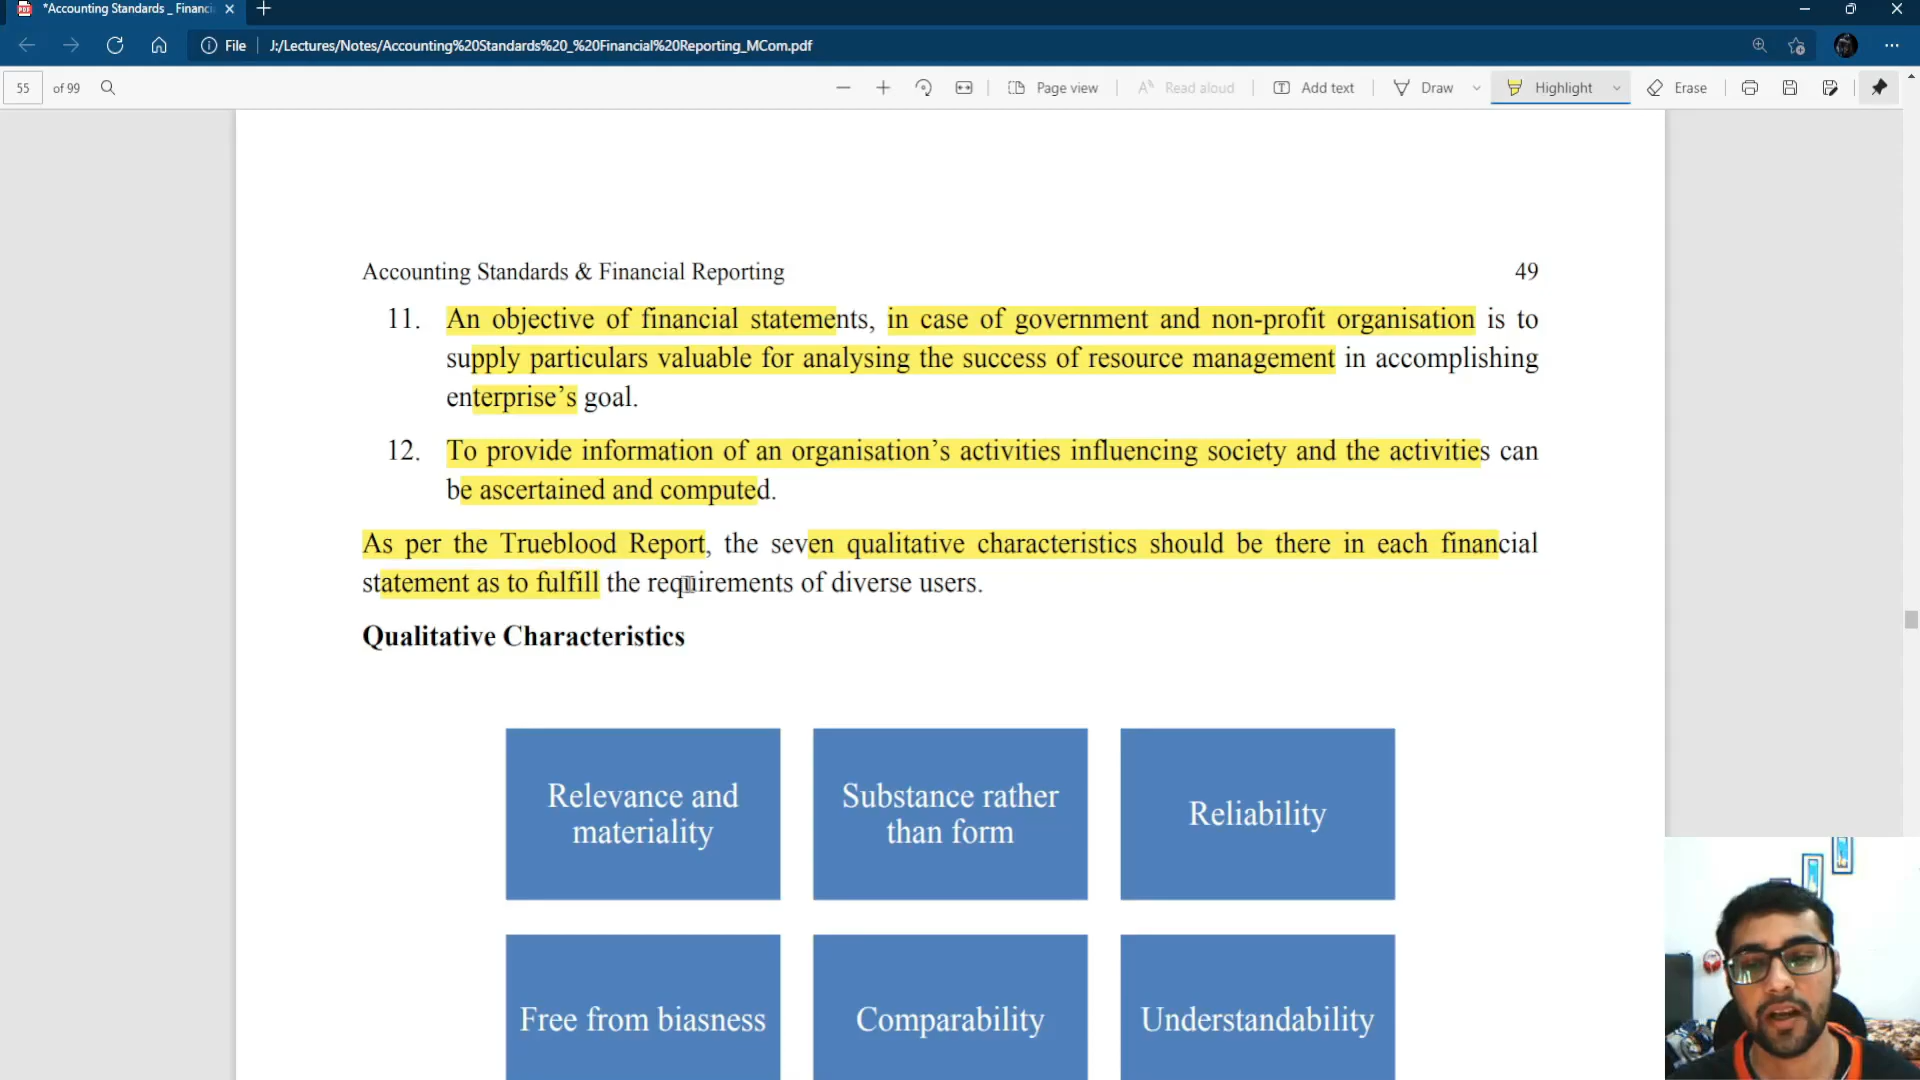 *Accounting Standards _ Financi
File J:/Lectures/Notes/Accounting%20Standards%20_%20Financial%20Reporting_MCom.pdf
55 of 99 Page view Read aloud Add text Draw Highlight Erase
Accounting Standards & Financial Reporting 49
11. An objective of financial statements, in case of government and non-profit organisation is to
supply particulars valuable for analysing the success of resource management in accomplishing
enterprise's goal.
12. To provide information of an organisation's activities influencing society and the activities can
be ascertained and computed.
As per the Trueblood Report, the seven qualitative characteristics should be there in each financial
statement as to fulfill the requirements of diverse users.
Qualitative Characteristics
Relevance and
materiality
Substance rather
than form
Reliability
Free from biasness
Comparability
Understandability